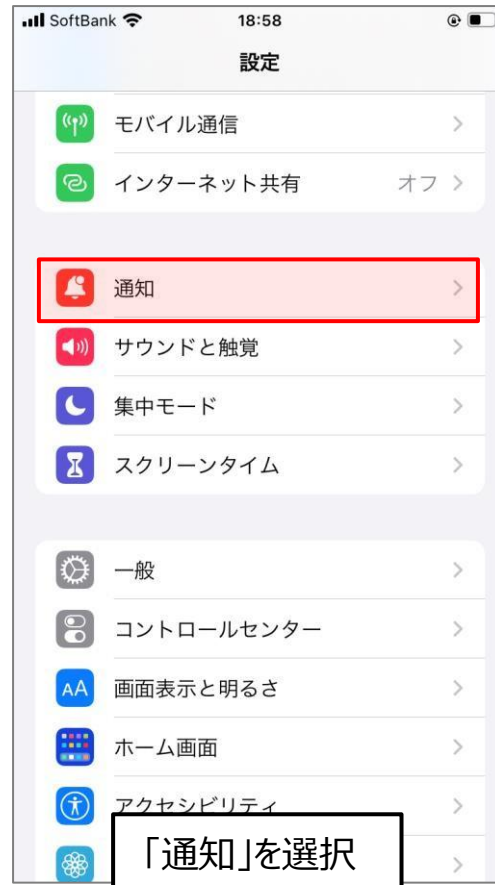 SoftBank 18:58
設定
モバイル通信
インターネット共有 オフ
通知
サウンドと触覚
集中モード
スクリーンタイム
一般
コントロールセンター
AA 画面表示と明るさ
ホーム画面
アクセシビリティ
「通知」を選択